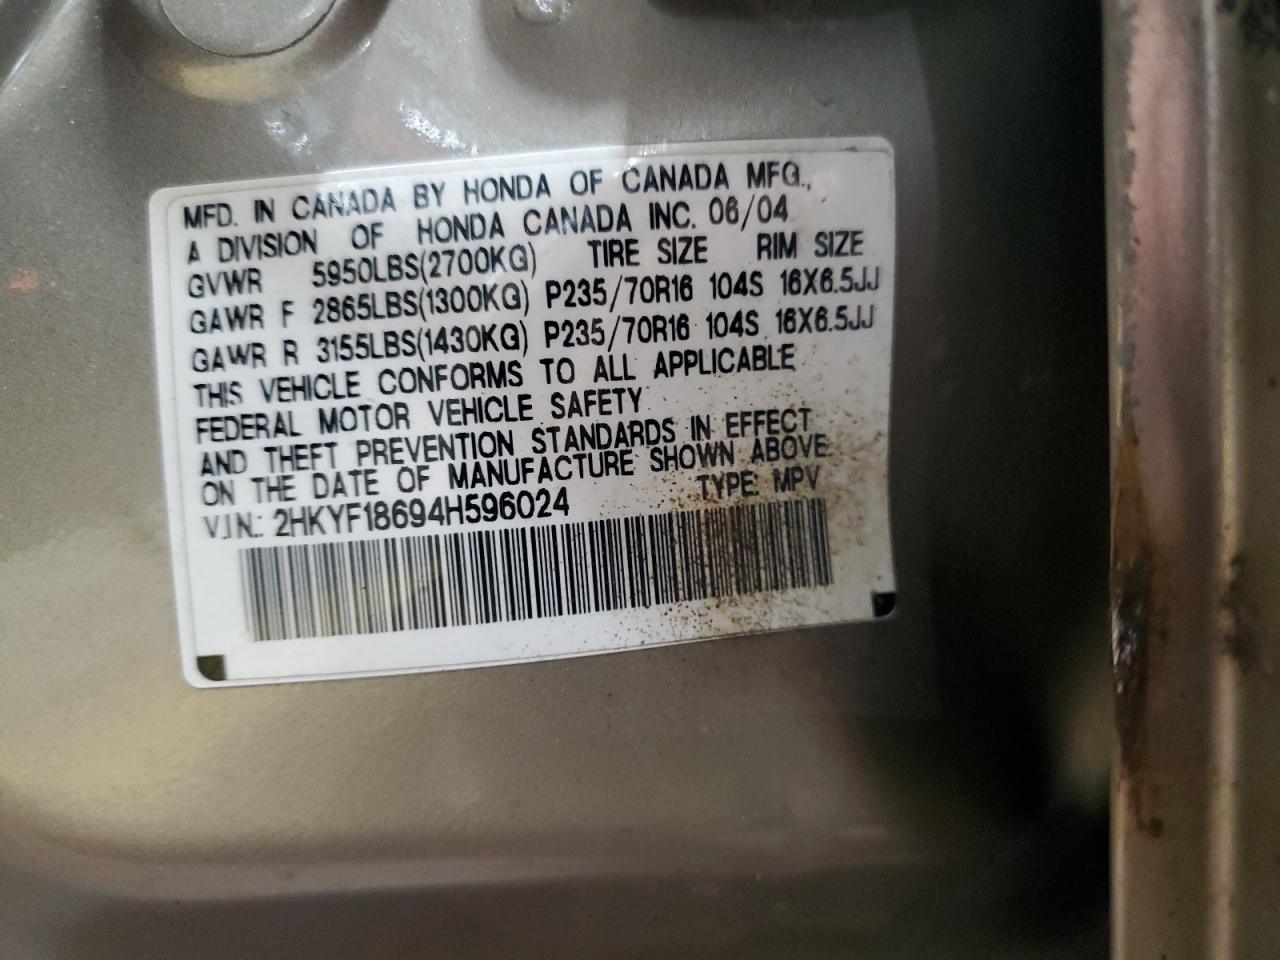 MFD. IN CANADA BY HONDA OF CANADA MFG.,
A DIVISION OF HONDA CANADA INC. 06/04
GVWR 5950LBS(2700KG) TIRE SIZE RIM SIZE
GAWR F 2865LBS(1300KG) P235/70R16 104S 16X6.5JJ
GAWR R 3155LBS(1430KG) P235/70R16 104S 16X6.5JJ
THIS VEHICLE CONFORMS TO ALL APPLICABLE
FEDERAL MOTOR VEHICLE SAFETY
AND THEFT PREVENTION STANDARDS IN EFFECT
ON THE DATE OF MANUFACTURE SHOWN ABOVE.
V.I.N.: 2HKYF18694H596024 TYPE: MPV